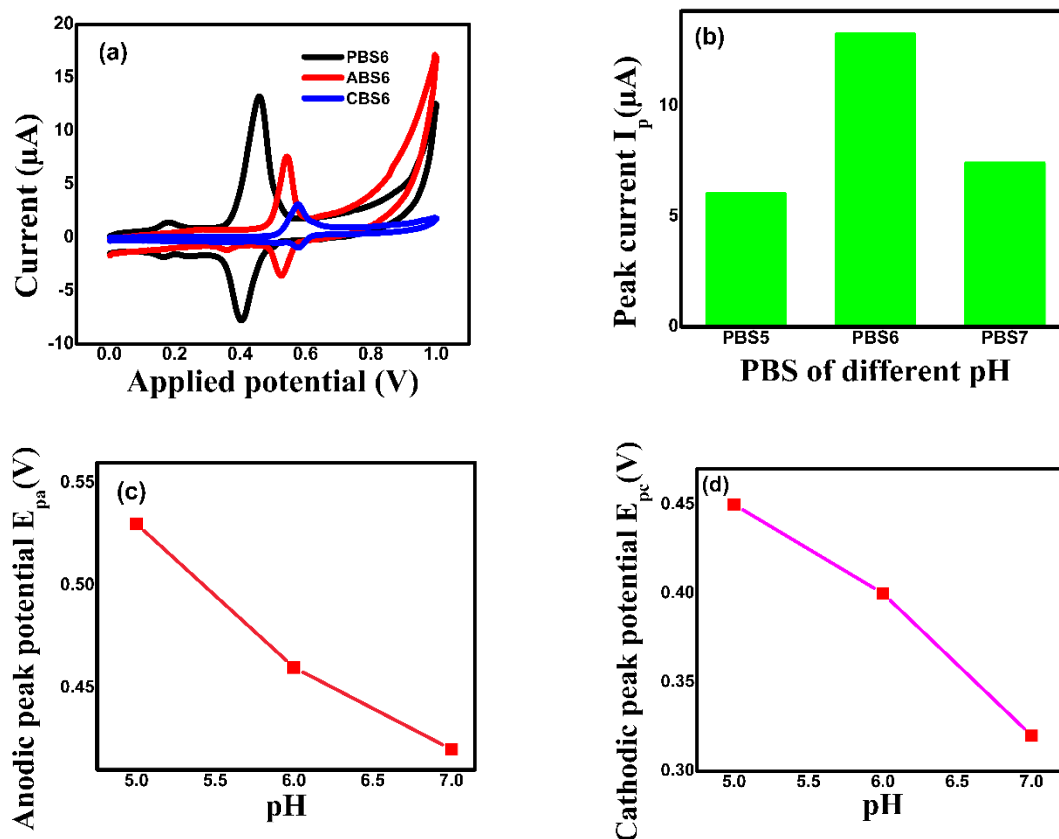 (a)
PBS6
ABS6
CBS6
20
15
10
5
0
-5
-10
0.0 0.2 0.4 0.6 0.8 1.0
Current (µA)
Applied potential (V)
(b)
10
5
0
PBS5 PBS6 PBS7
Peak current Ip(µA)
PBS of different pH
(c)
0.55
0.50
0.45
5.0 5.5 6.0 6.5 7.0
Anodic peak potential Epa(V)
pH
(d)
0.45
0.40
0.35
0.30
5.0 5.5 6.0 6.5 7.0
Cathodic peak potential Epc(V)
pH